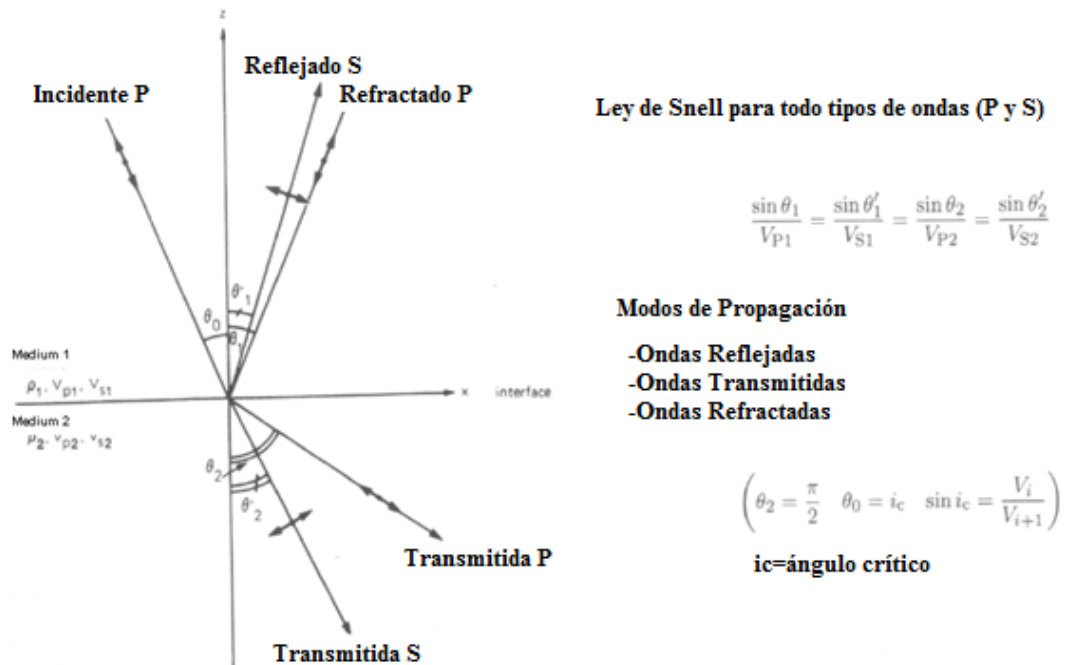 z
Reflejado S
Incidente P
Refractado P
θ'1
θ0
θ1
Medium 1
ρ1, Vp1, Vs1
x interface
Medium 2
ρ2, Vp2, Vs2
θ2
θ'2
Transmitida P
Transmitida S
Ley de Snell para todo tipos de ondas (P y S)
sin θ1 / VP1 = sin θ'1 / VS1 = sin θ2 / VP2 = sin θ'2 / VS2
Modos de Propagación
-Ondas Reflejadas
-Ondas Transmitidas
-Ondas Refractadas
(θ2 = π/2 θ0 = ic sin ic = Vi / Vi+1)
ic=ángulo crítico